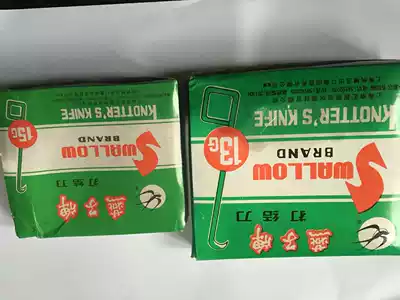 KNOTTER'S KNIFE
15G
SWALLOW
BRAND
打结刀
燕子牌
KNOTTER'S KNIFE
13G
SWALLOW
BRAND
打结刀
燕子牌